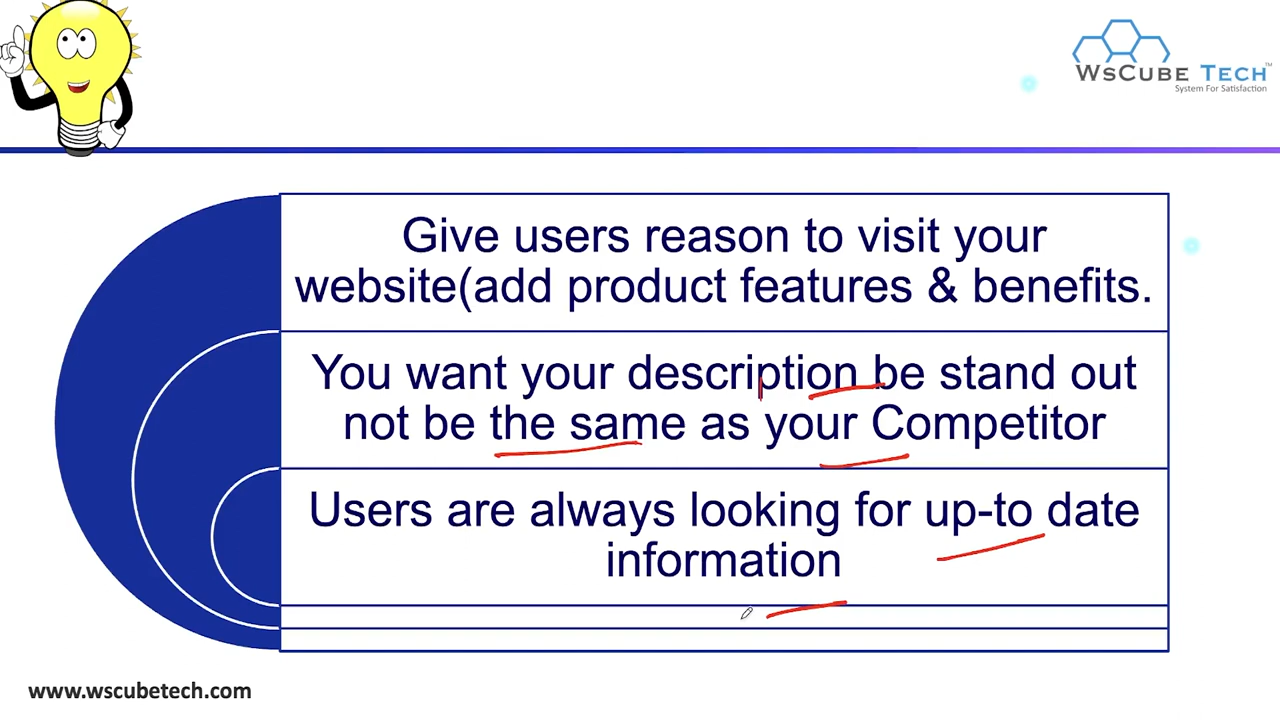 WsCube Tech™
System For Satisfaction
Give users reason to visit your
website(add product features & benefits.
You want your description be stand out
not be the same as your Competitor
Users are always looking for up-to date
information
www.wscubetech.com